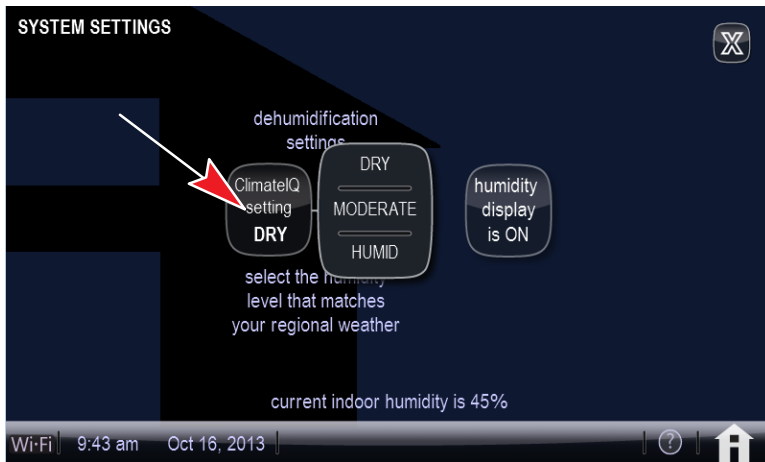 SYSTEM SETTINGS
X
dehumidification
settings
ClimateIQ
setting
DRY
DRY
MODERATE
HUMID
humidity
display
is ON
select the humidity
level that matches
your regional weather
current indoor humidity is 45%
Wi·Fi
9:43 am
Oct 16, 2013
?